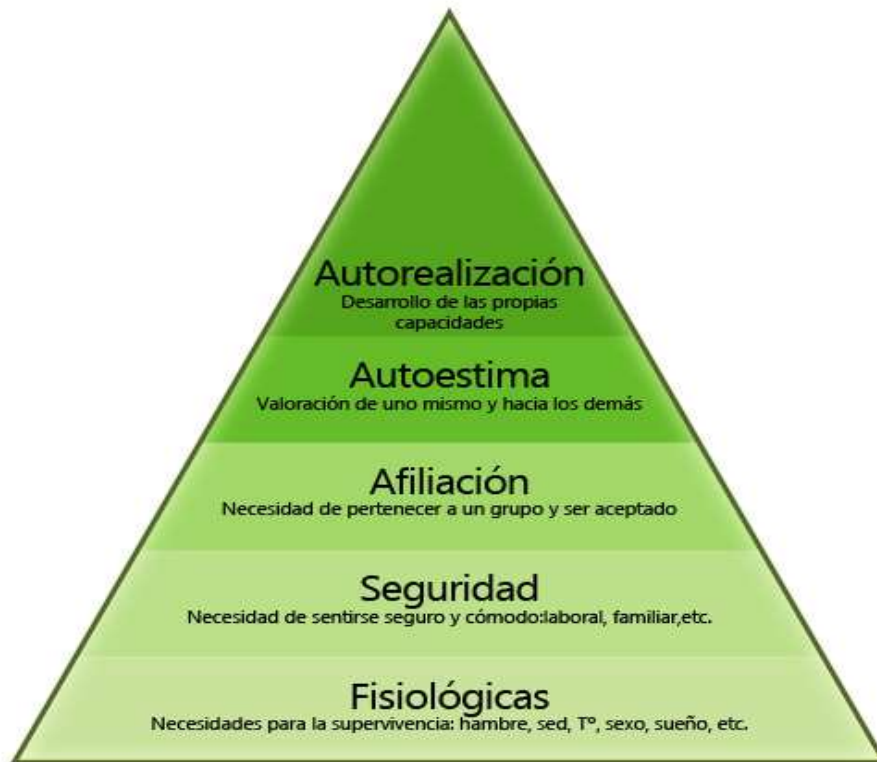 Autorealización
Desarrollo de las propias
capacidades
Autoestima
Valoración de uno mismo y hacia los demás
Afiliación
Necesidad de pertenecer a un grupo y ser aceptado
Seguridad
Necesidad de sentirse seguro y cómodo:laboral, familiar,etc.
Fisiológicas
Necesidades para la supervivencia: hambre, sed, Tº, sexo, sueño, etc.